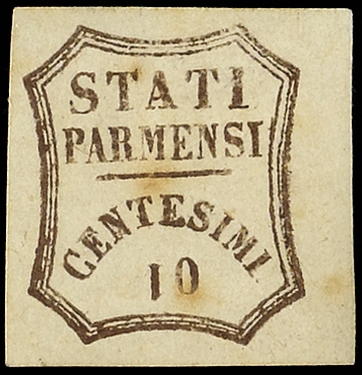 STATI
PARMENSI
CENTESIMI
10